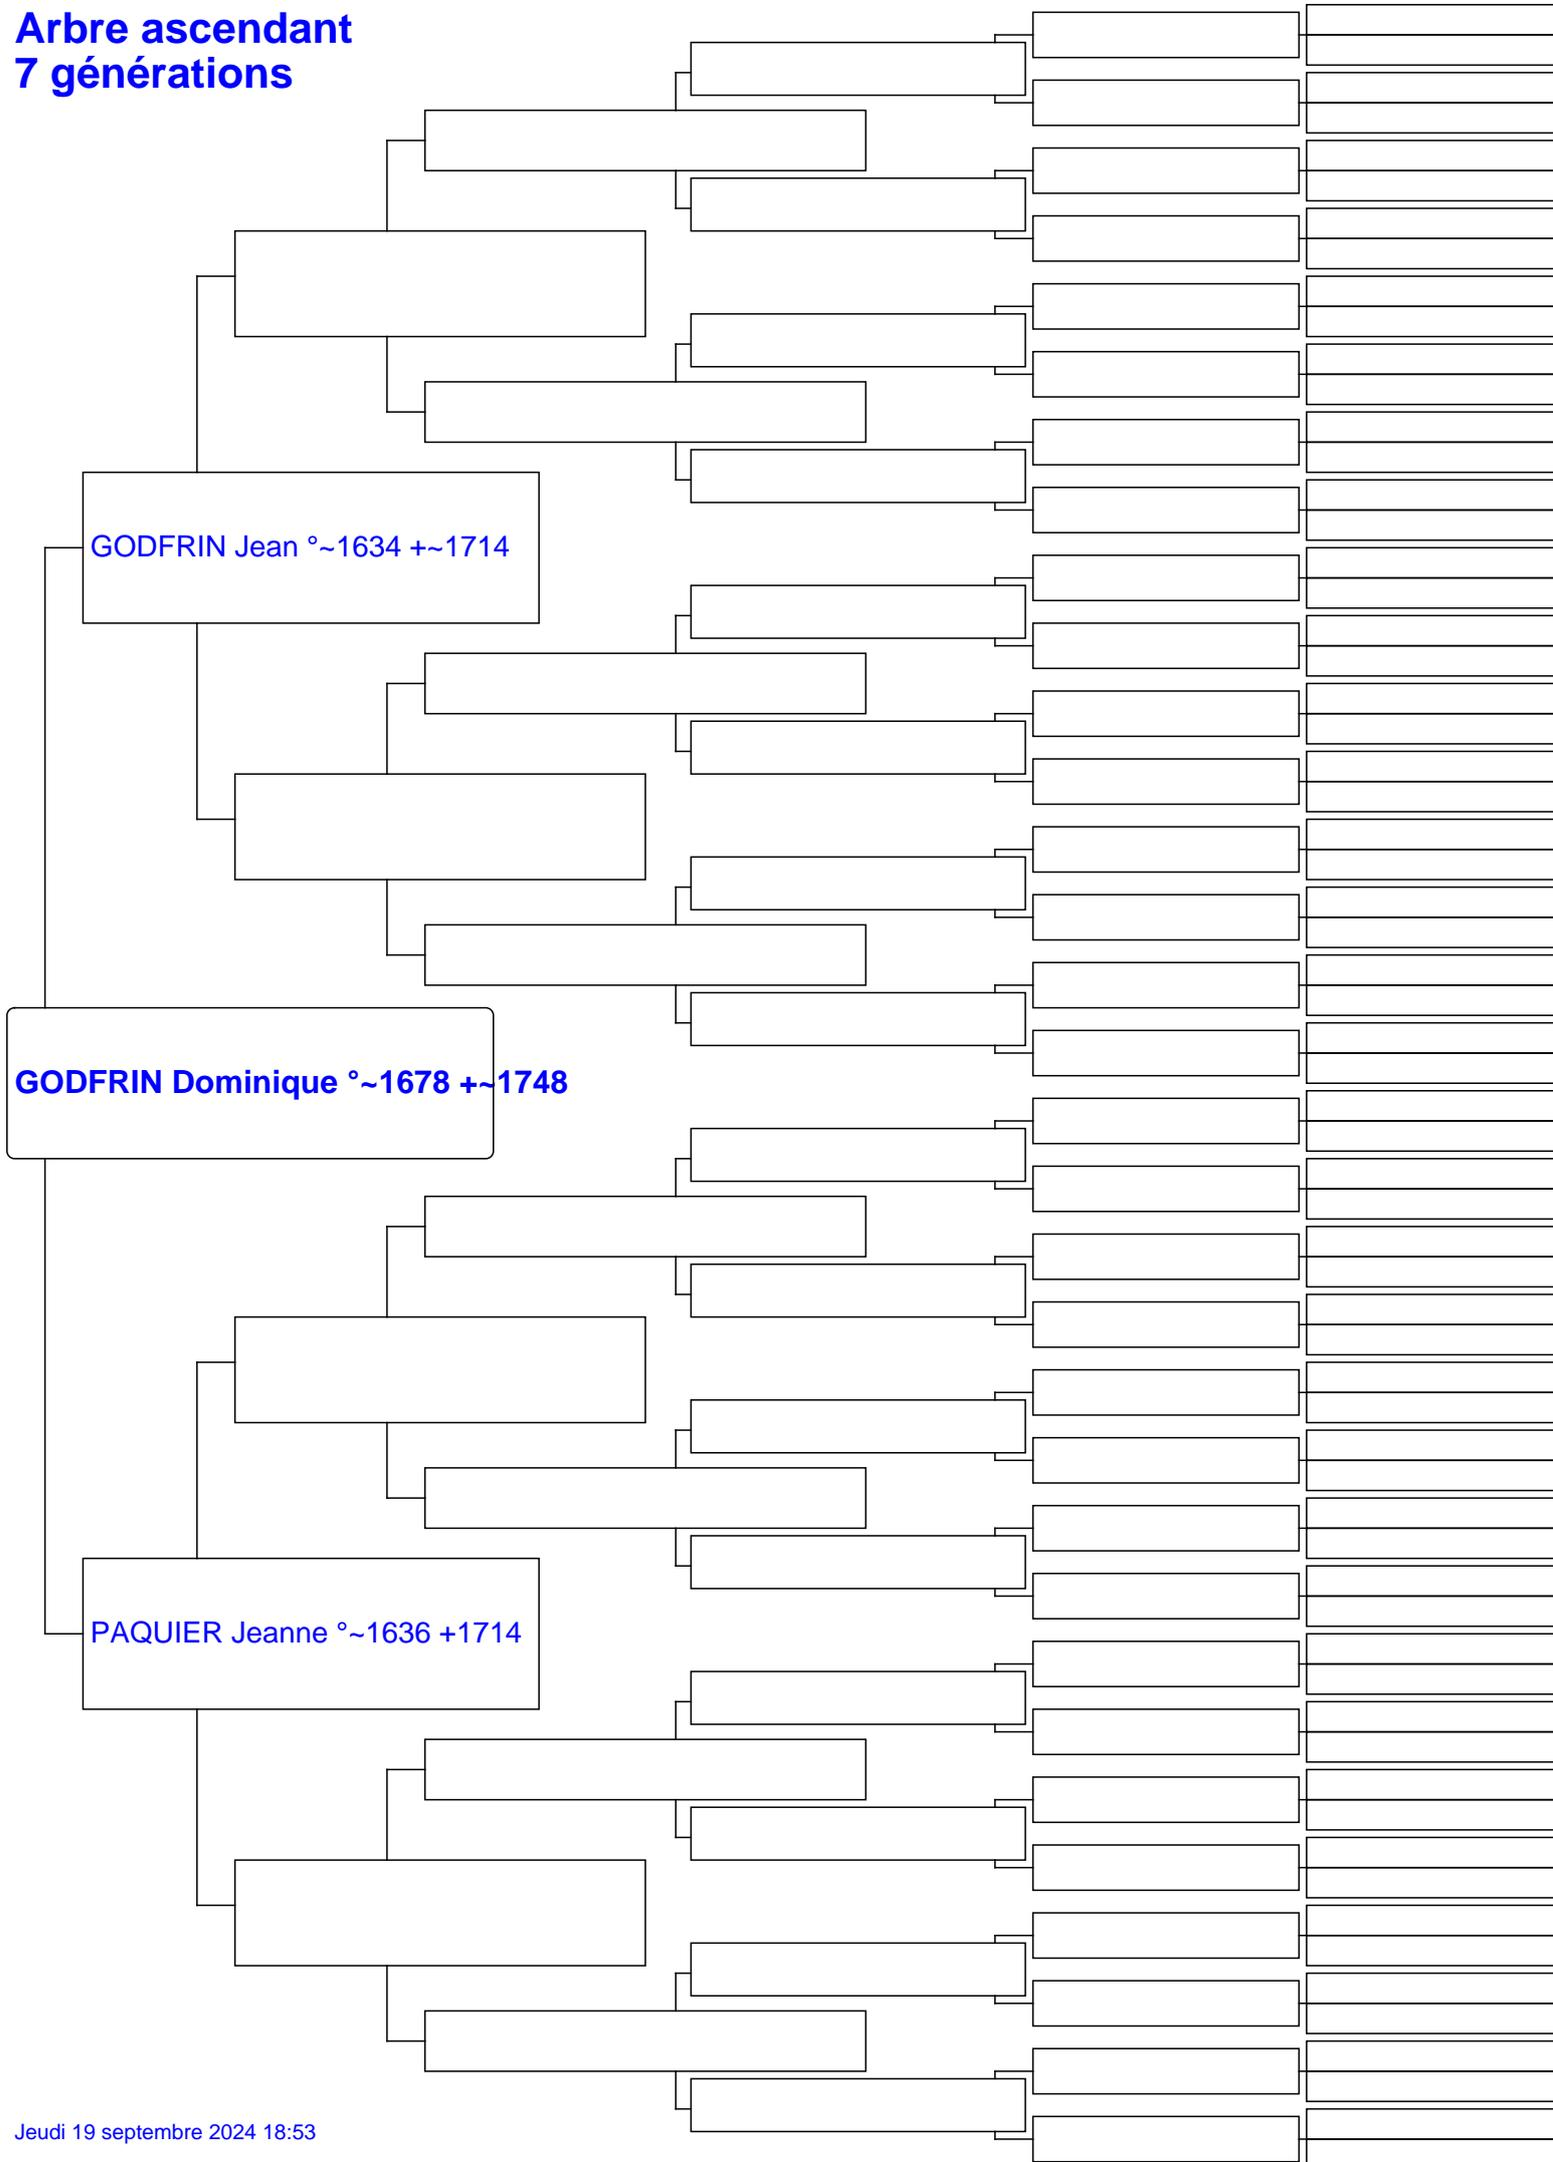 Arbre ascendant
7 générations
GODFRIN Jean °~1634 +~1714
GODFRIN Dominique °~1678 +~1748
PAQUIER Jeanne °~1636 +1714
Jeudi 19 septembre 2024 18:53